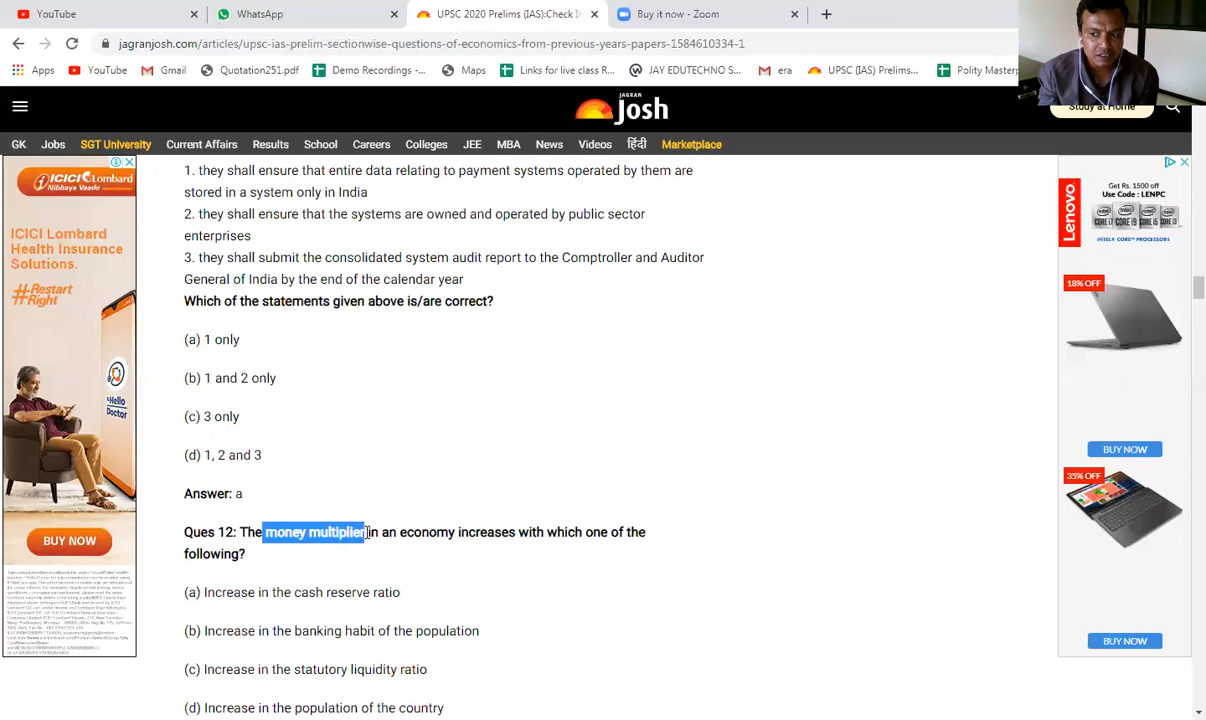 YouTube
WhatsApp
UPSC 2020 Prelims (IAS):Check In
Buy it now - Zoom
jagranjosh.com/articles/upsc-ias-prelim-sectionwise-questions-of-economics-from-previous-years-papers-1584610334-1
Apps
YouTube
Gmail
Quotation251.pdf
Demo Recordings -...
Maps
Links for live class R...
JAY EDUTECHNO S...
era
UPSC (IAS) Prelims...
Polity Masterp
JAGRAN
Josh
Study at Home
GK Jobs SGT University Current Affairs Results School Careers Colleges JEE MBA News Videos हिंदी Marketplace
1. they shall ensure that entire data relating to payment systems operated by them are
stored in a system only in India
2. they shall ensure that the systems are owned and operated by public sector
enterprises
3. they shall submit the consolidated system audit report to the Comptroller and Auditor
General of India by the end of the calendar year
Which of the statements given above is/are correct?
(a) 1 only
(b) 1 and 2 only
(c) 3 only
(d) 1, 2 and 3
Answer: a
Ques 12: The money multiplier in an economy increases with which one of the
following?
(a) Increase in the cash reserve ratio
(b) Increase in the banking habit of the population
(c) Increase in the statutory liquidity ratio
(d) Increase in the population of the country
ICICI Lombard
Nibhaye Vaade
ICICI Lombard
Health Insurance
Solutions.
#Restart
Right
#Hello
Doctor
BUY NOW
Lenovo
Get Rs. 1500 off
Use Code : LENPC
INTEL CORE™ PROCESSORS
18% OFF
BUY NOW
35% OFF
BUY NOW